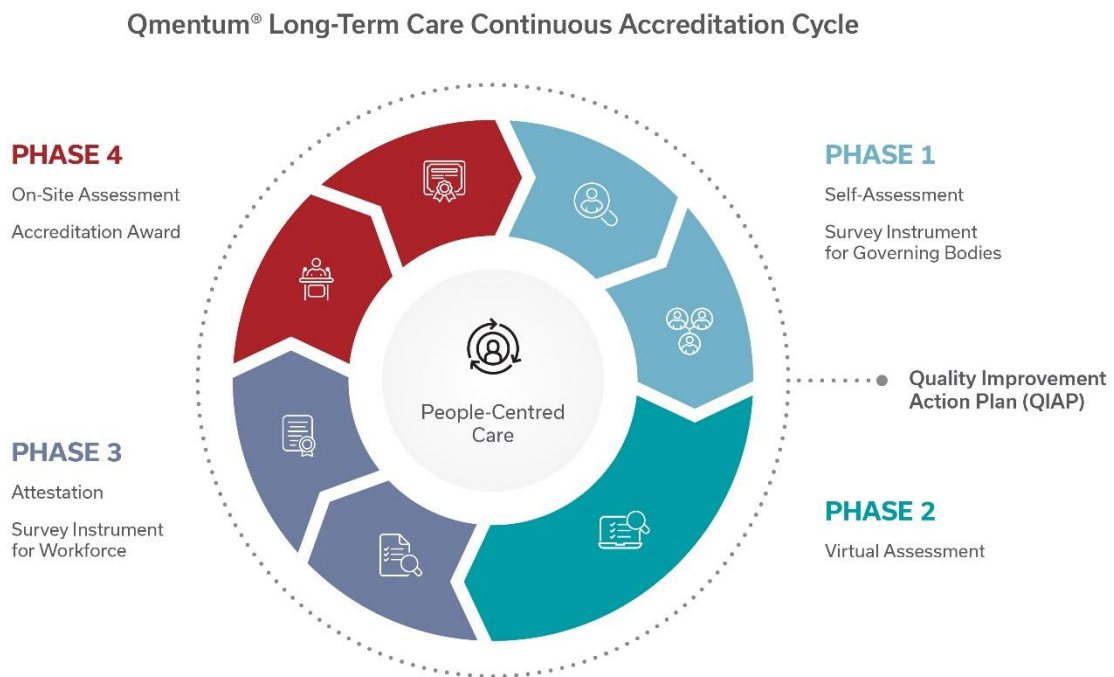 Qmentum® Long-Term Care Continuous Accreditation Cycle
PHASE 1
Self-Assessment
Survey Instrument
for Governing Bodies
Quality Improvement
Action Plan (QIAP)
PHASE 2
Virtual Assessment
PHASE 3
Attestation
Survey Instrument
for Workforce
PHASE 4
On-Site Assessment
Accreditation Award
People-Centred
Care